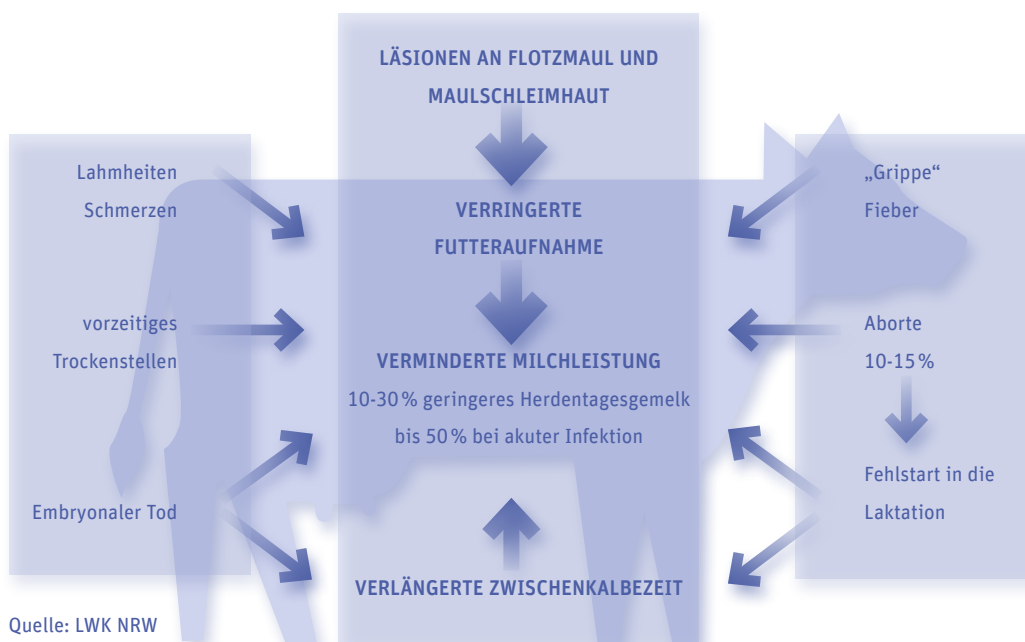 LÄSIONEN AN FLOTZMAUL UND
MAULSCHLEIMHAUT
Lahmheiten
Schmerzen
VERRINGERTE
FUTTERAUFNAHME
„Grippe“
Fieber
vorzeitiges
Trockenstellen
VERMINDERTE MILCHLEISTUNG
10-30 % geringeres Herdentagesgemelk
bis 50 % bei akuter Infektion
Aborte
10-15 %
Embryonaler Tod
Fehlstart in die
Laktation
VERLÄNGERTE ZWISCHENKALBEZEIT
Quelle: LWK NRW